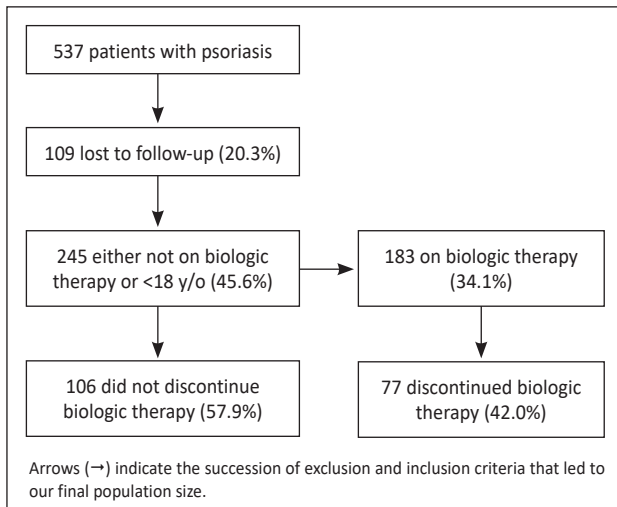 537 patients with psoriasis
109 lost to follow-up (20.3%)
245 either not on biologic
therapy or <18 y/o (45.6%)
183 on biologic therapy
(34.1%)
106 did not discontinue
biologic therapy (57.9%)
77 discontinued biologic
therapy (42.0%)
Arrows (→) indicate the succession of exclusion and inclusion criteria that led to
our final population size.